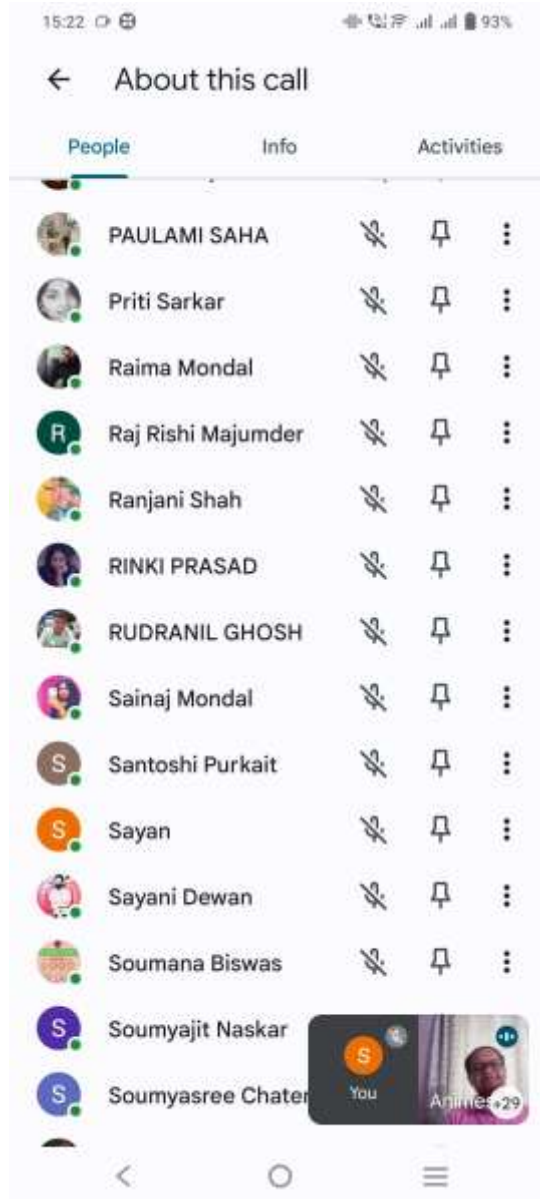 15:22
93%
About this call
People Info Activities
PAULAMI SAHA
Priti Sarkar
Raima Mondal
R Raj Rishi Majumder
Ranjani Shah
RINKI PRASAD
RUDRANIL GHOSH
Sainaj Mondal
S Santoshi Purkait
S Sayan
Sayani Dewan
Soumana Biswas
S Soumyajit Naskar
S Soumyasree Chater
S
You
Animes
+29